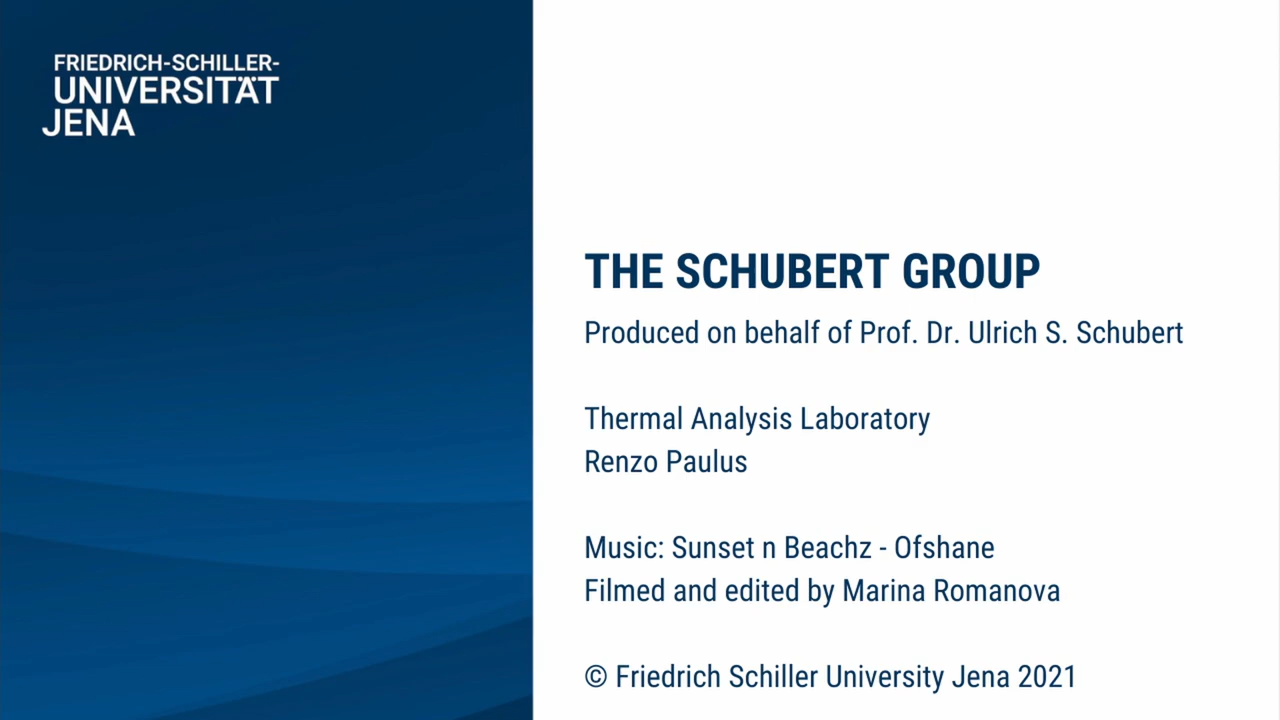 FRIEDRICH-SCHILLER-
UNIVERSITÄT
JENA
THE SCHUBERT GROUP
Produced on behalf of Prof. Dr. Ulrich S. Schubert
Thermal Analysis Laboratory
Renzo Paulus
Music: Sunset n Beachz - Ofshane
Filmed and edited by Marina Romanova
© Friedrich Schiller University Jena 2021